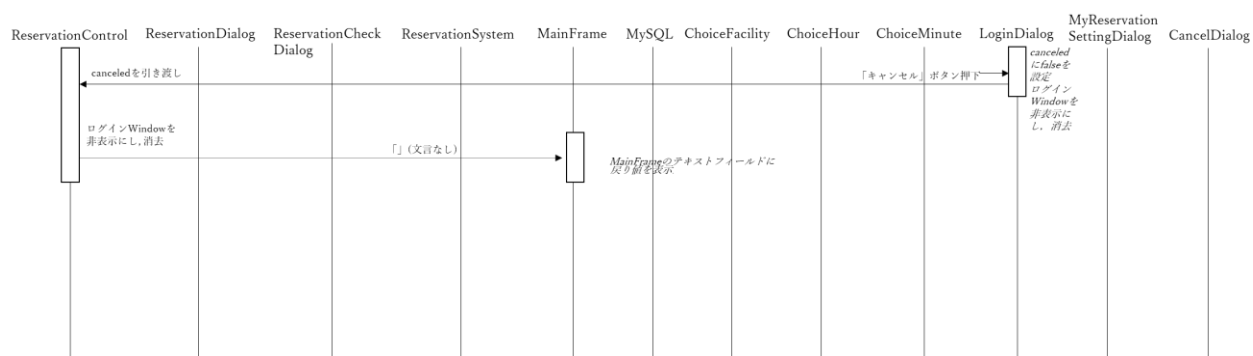 ReservationControl
ReservationDialog
ReservationCheck
Dialog
ReservationSystem
MainFrame
MySQL
ChoiceFacility
ChoiceHour
ChoiceMinute
LoginDialog
MyReservation
SettingDialog
CancelDialog
canceled
にfalseを
設定
ログイン
Windowを
非表示に
し、消去
「キャンセル」ボタン押下
canceledを引き渡し
ログインWindowを
非表示にし,消去
「」(文言なし)
MainFrameのテキストフィールドに
戻り値を表示